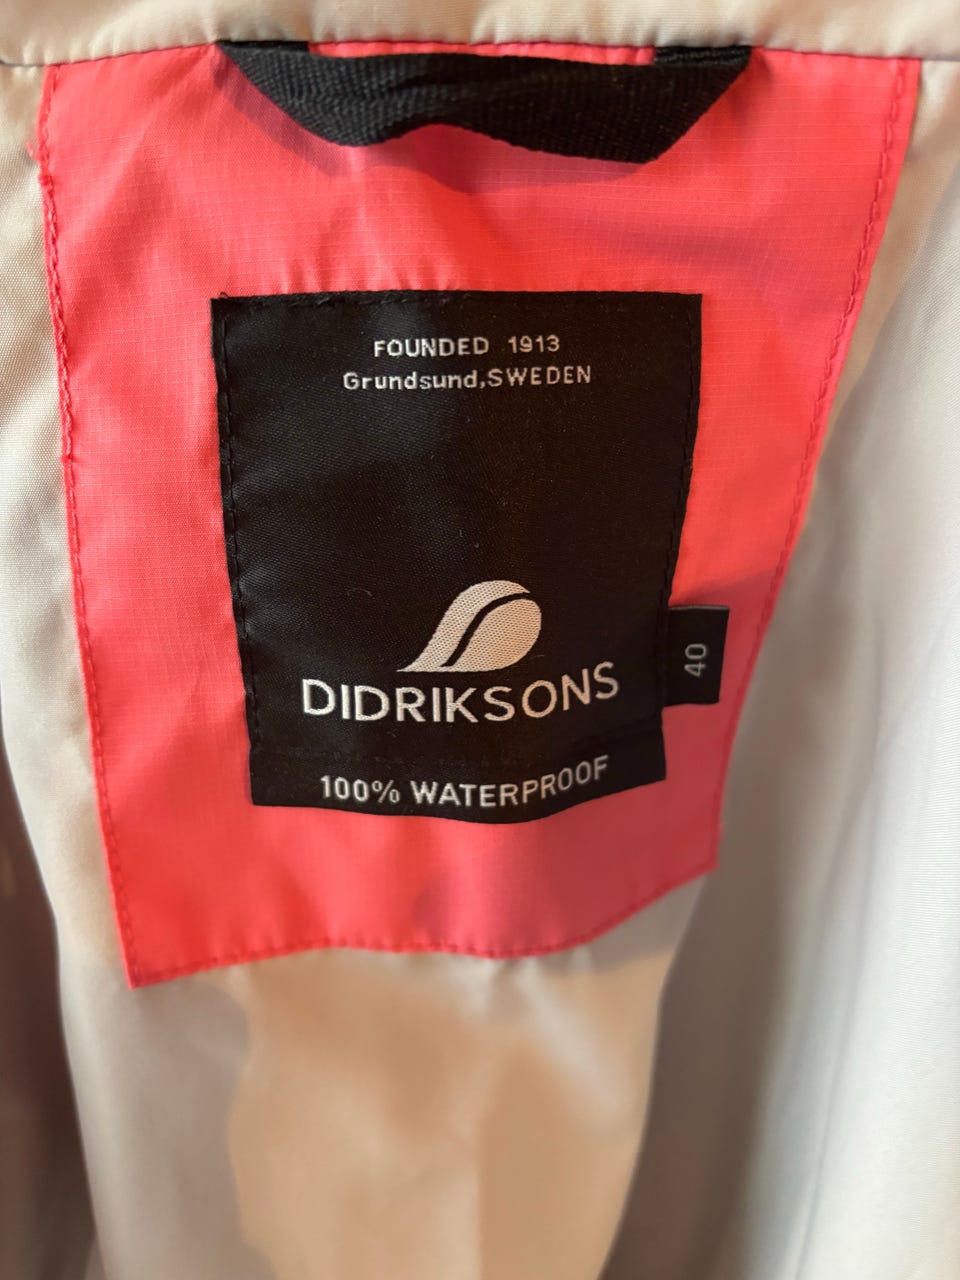 FOUNDED 1913
Grundsund,SWEDEN
DIDRIKSONS
40
100% WATERPROOF